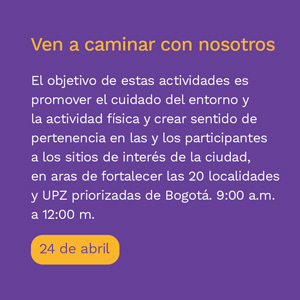 Ven a caminar con nosotros
El objetivo de estas actividades es
promover el cuidado del entorno y
la actividad física y crear sentido de
pertenencia en las y los participantes
a los sitios de interés de la ciudad,
en aras de fortalecer las 20 localidades
y UPZ priorizadas de Bogotá. 9:00 a.m.
a 12:00 m.
24 de abril